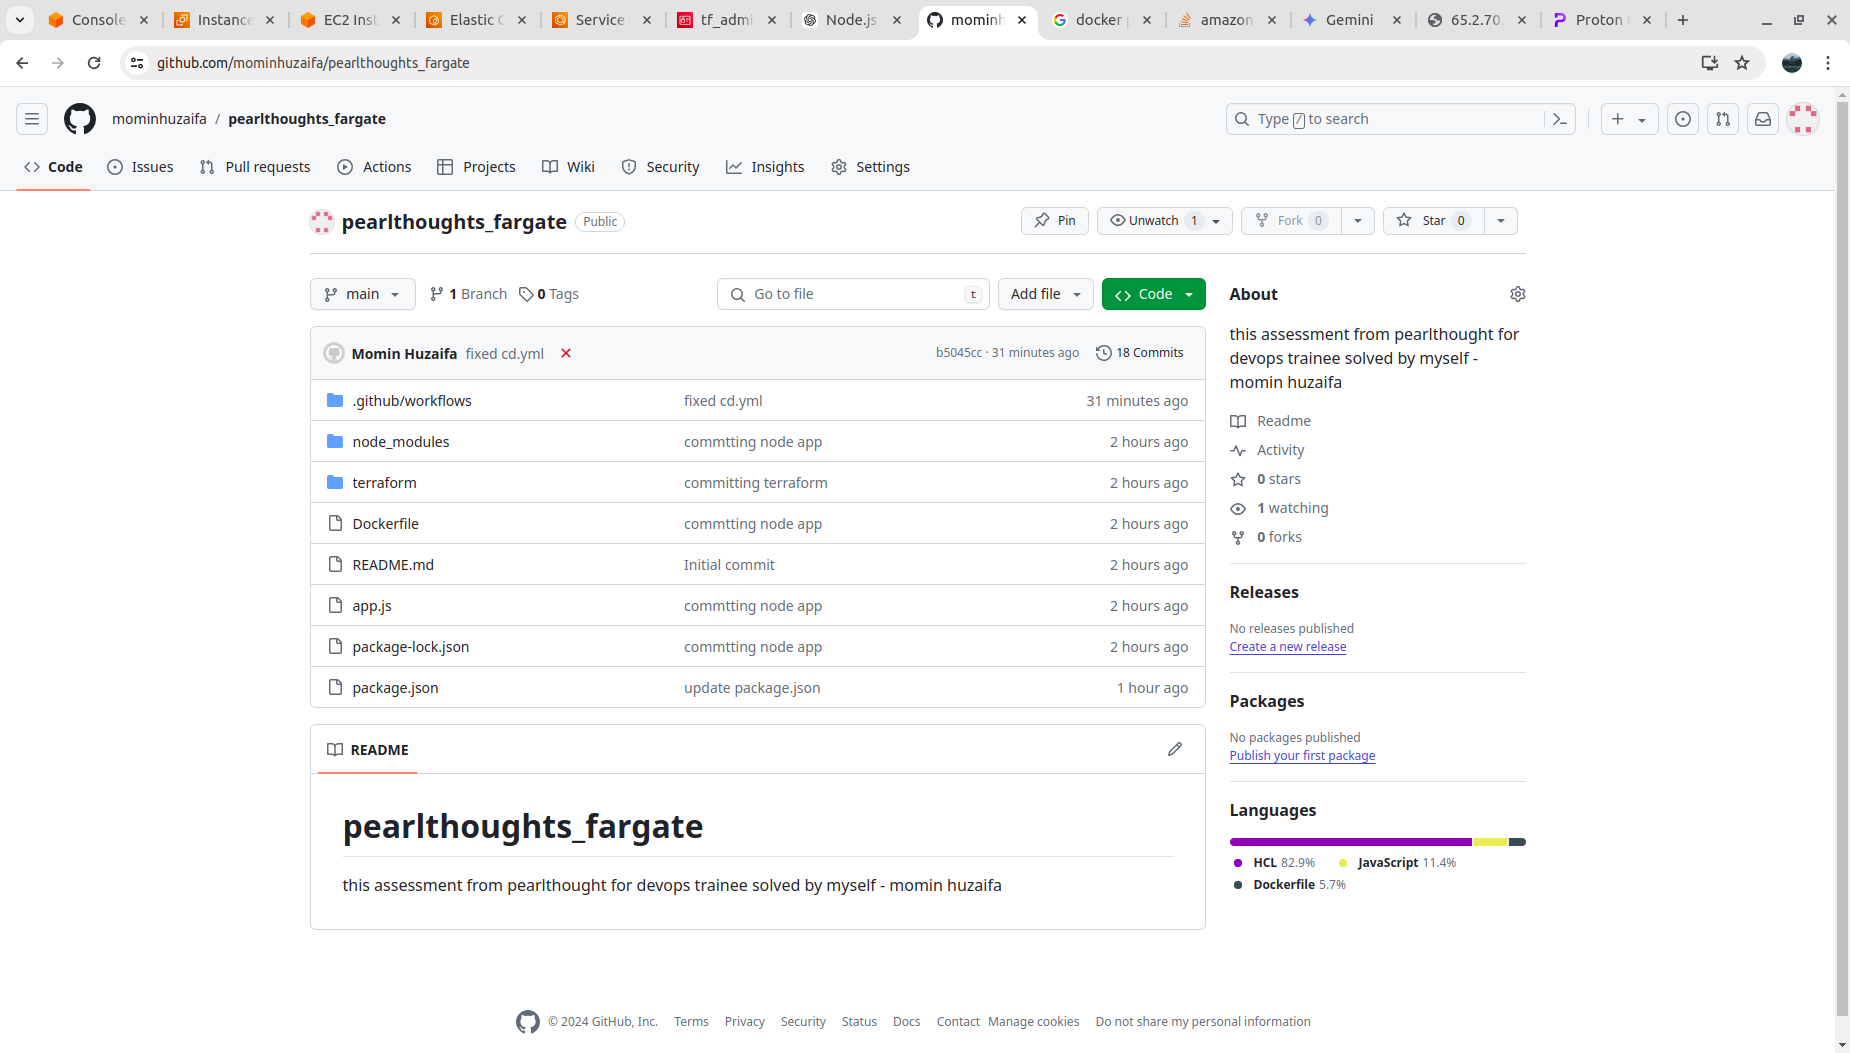 Console
Instance
EC2 Inst
Elastic C
Service
tf_admi
Node.js
mominh
docker p
amazon
Gemini
65.2.70.
Proton
github.com/mominhuzaifa/pearlthoughts_fargate
mominhuzaifa / pearlthoughts_fargate
Type / to search
Code Issues Pull requests Actions Projects Wiki Security Insights Settings
pearlthoughts_fargate Public
Pin Unwatch 1 Fork 0 Star 0
main 1 Branch 0 Tags Go to file t Add file Code
Momin Huzaifa fixed cd.yml b5045cc · 31 minutes ago 18 Commits
.github/workflows fixed cd.yml 31 minutes ago
node_modules commtting node app 2 hours ago
terraform committing terraform 2 hours ago
Dockerfile commtting node app 2 hours ago
README.md Initial commit 2 hours ago
app.js commtting node app 2 hours ago
package-lock.json commtting node app 2 hours ago
package.json update package.json 1 hour ago
README
pearlthoughts_fargate
this assessment from pearlthought for devops trainee solved by myself - momin huzaifa
About
this assessment from pearlthought for
devops trainee solved by myself -
momin huzaifa
Readme
Activity
0 stars
1 watching
0 forks
Releases
No releases published
Create a new release
Packages
No packages published
Publish your first package
Languages
HCL 82.9% JavaScript 11.4%
Dockerfile 5.7%
© 2024 GitHub, Inc. Terms Privacy Security Status Docs Contact Manage cookies Do not share my personal information